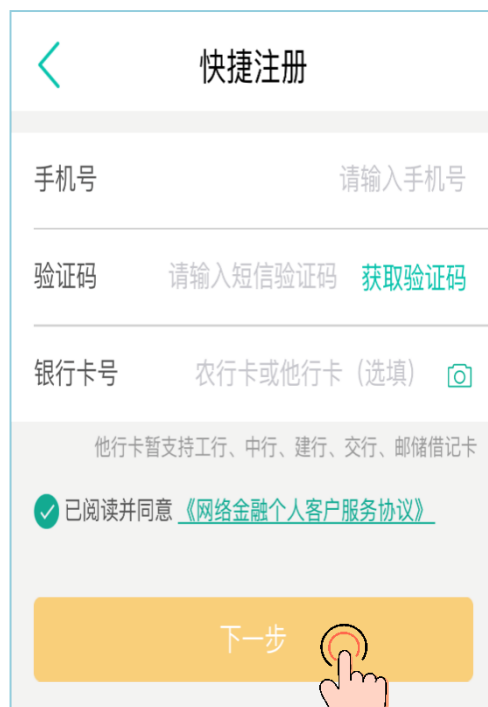 快捷注册
手机号 请输入手机号
验证码 请输入短信验证码 获取验证码
银行卡号 农行卡或他行卡（选填）
他行卡暂支持工行、中行、建行、交行、邮储借记卡
已阅读并同意《网络金融个人客户服务协议》
下一步